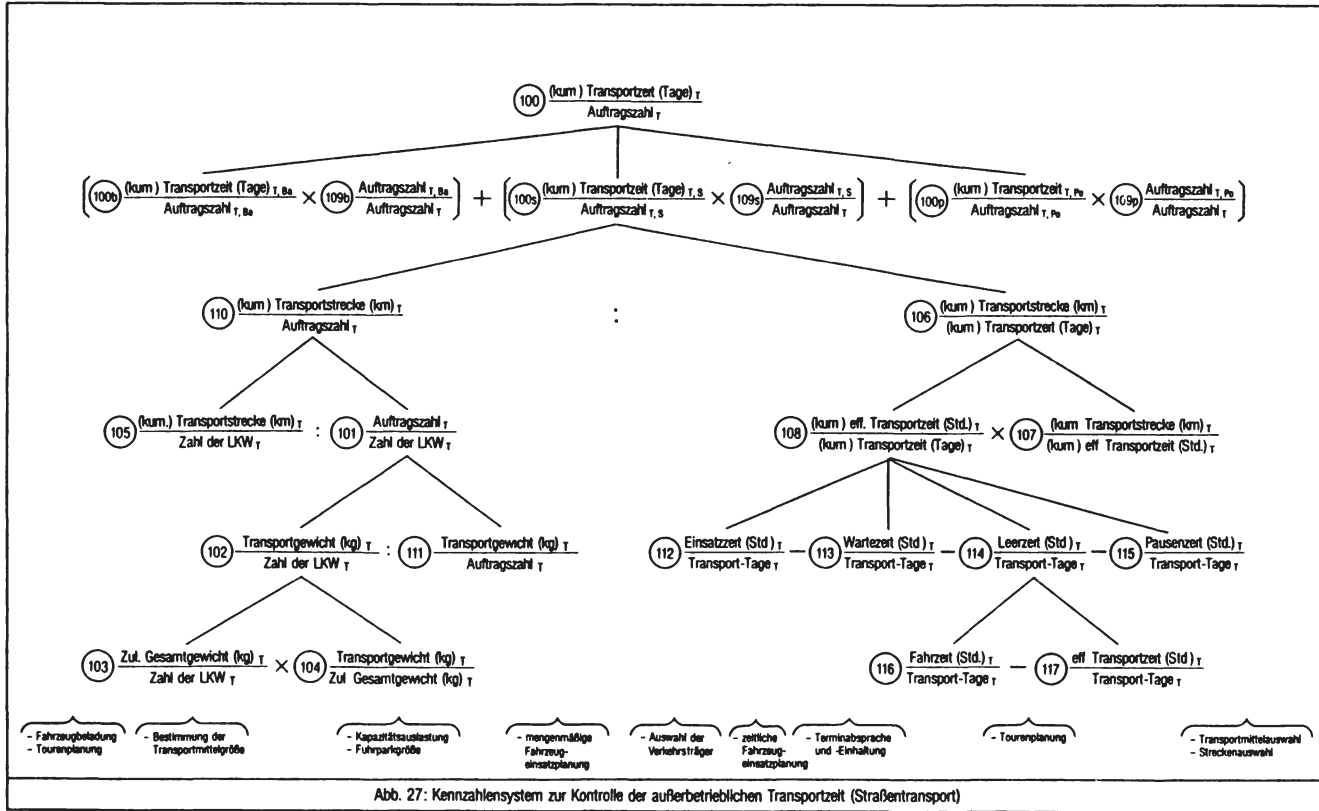 100 (kum) Transportzeit (Tage) T
Auftragszahl T
[ 100b (kum) Transportzeit (Tage) T, Ba × 109b Auftragszahl T, Ba ] + [ 100s (kum) Transportzeit (Tage) T, S × 109s Auftragszahl T, S ] + [ 100p (kum) Transportzeit T, Po × 109p Auftragszahl T, Po ]
Auftragszahl T, Ba Auftragszahl T Auftragszahl T, S Auftragszahl T Auftragszahl T, Po Auftragszahl T
110 (kum) Transportstrecke (km) T : 106 (kum) Transportstrecke (km) T
Auftragszahl T (kum) Transportzeit (Tage) T
105 (kum.) Transportstrecke (km) T : 101 Auftragszahl T 108 (kum) eff. Transportzeit (Std.) T × 107 (kum Transportstrecke (km) T
Zahl der LKW T Zahl der LKW T (kum) Transportzeit (Tage) T (kum) eff Transportzeit (Std.) T
102 Transportgewicht (kg) T : 111 Transportgewicht (kg) T 112 Einsatzzeit (Std) T – 113 Wartezeit (Std) T – 114 Leerzeit (Std) T – 115 Pausenzeit (Std.) T
Zahl der LKW T Auftragszahl T Transport-Tage T Transport-Tage T Transport-Tage T Transport-Tage T
103 Zul. Gesamtgewicht (kg) T × 104 Transportgewicht (kg) T 116 Fahrzeit (Std.) T – 117 eff Transportzeit (Std) T
Zahl der LKW T Zul Gesamtgewicht (kg) T Transport-Tage T Transport-Tage T
- Fahrzeugbeladung
- Tourenplanung
- Bestimmung der
Transportmittelgröße
- Kapazitätsauslastung
- Fuhrparkgröße
- mengenmäßige
Fahrzeug-
einsatzplanung
- Auswahl der
Verkehrsträger
- zeitliche
Fahrzeug-
einsatzplanung
- Terminabsprache
und -Einhaltung
- Tourenplanung
- Transportmittelauswahl
- Streckenauswahl
Abb. 27: Kennzahlensystem zur Kontrolle der außerbetrieblichen Transportzeit (Straßentransport)